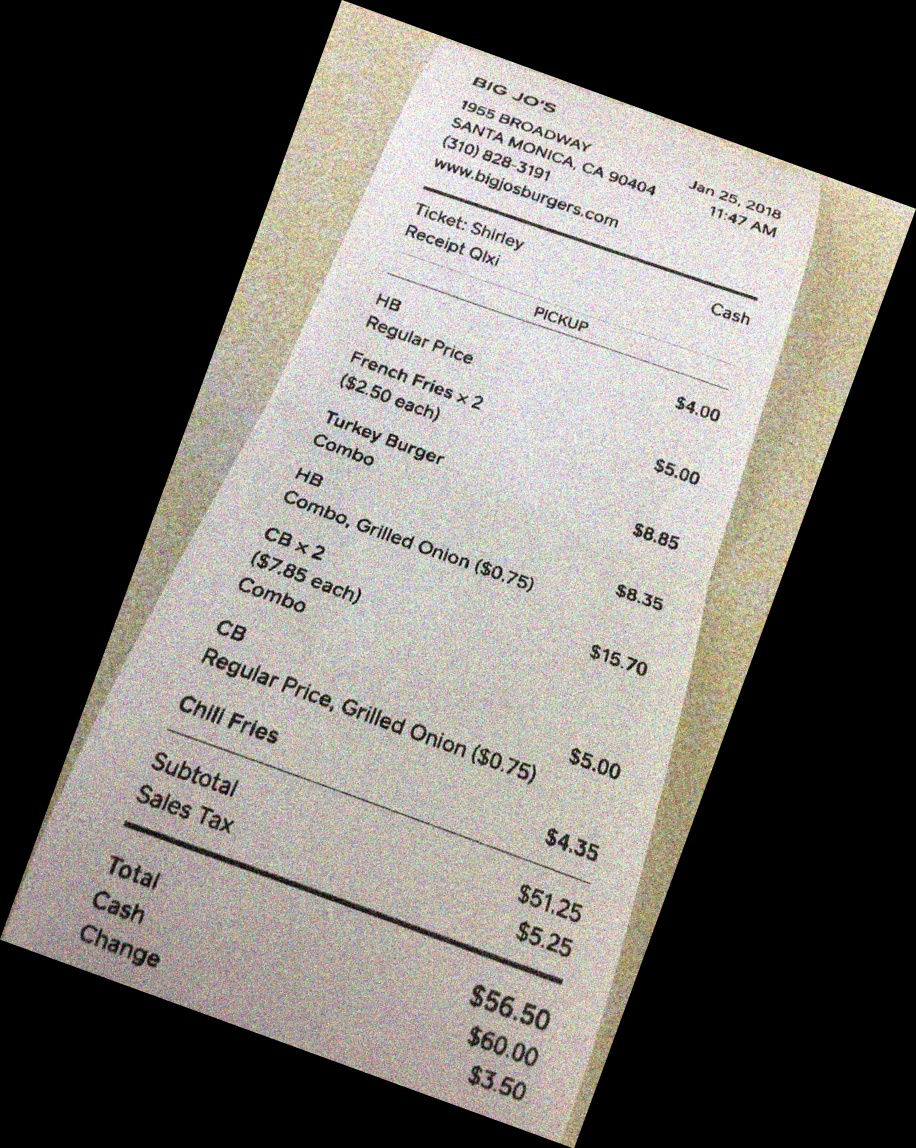 BIG JO'S
1955 BROADWAY
SANTA MONICA, CA 90404
(310) 828-3191
www.bigjosburgers.com
Jan 25, 2018
11:47 AM
Ticket: Shirley
Receipt Qlxi
Cash
PICKUP
HB $4.00
Regular Price
French Fries × 2 $5.00
($2.50 each)
Turkey Burger $8.85
Combo
HB $8.35
Combo, Grilled Onion ($0.75)
CB × 2 $15.70
($7.85 each)
Combo
CB $5.00
Regular Price, Grilled Onion ($0.75)
Chili Fries $4.35
Subtotal $51.25
Sales Tax $5.25
Total $56.50
Cash $60.00
Change $3.50